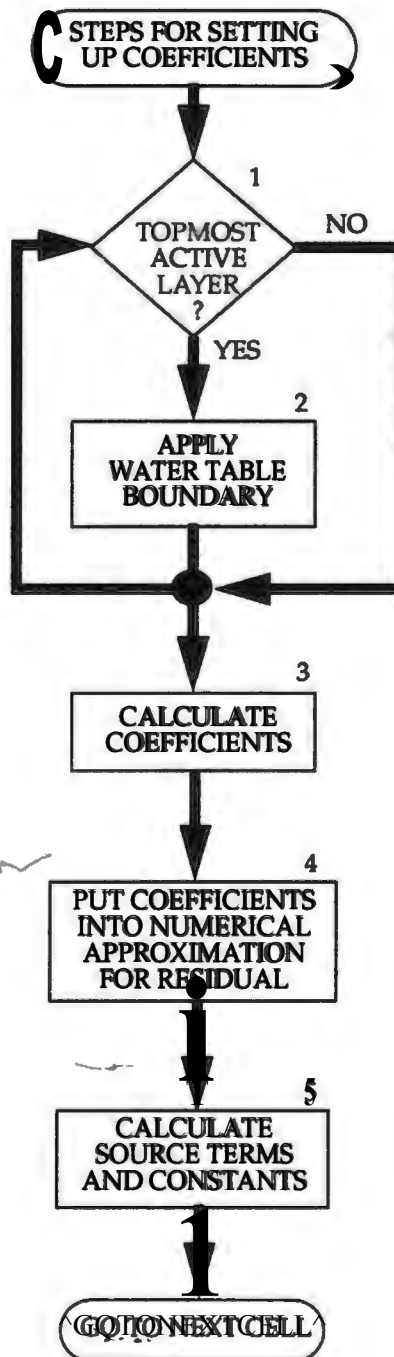 STEPS FOR SETTING
UP COEFFICIENTS
1
TOPMOST
ACTIVE
LAYER
?
NO
YES
2
APPLY
WATER TABLE
BOUNDARY
3
CALCULATE
COEFFICIENTS
4
PUT COEFFICIENTS
INTO NUMERICAL
APPROXIMATION
FOR RESIDUAL
5
CALCULATE
SOURCE TERMS
AND CONSTANTS
GO TO NEXT CELL